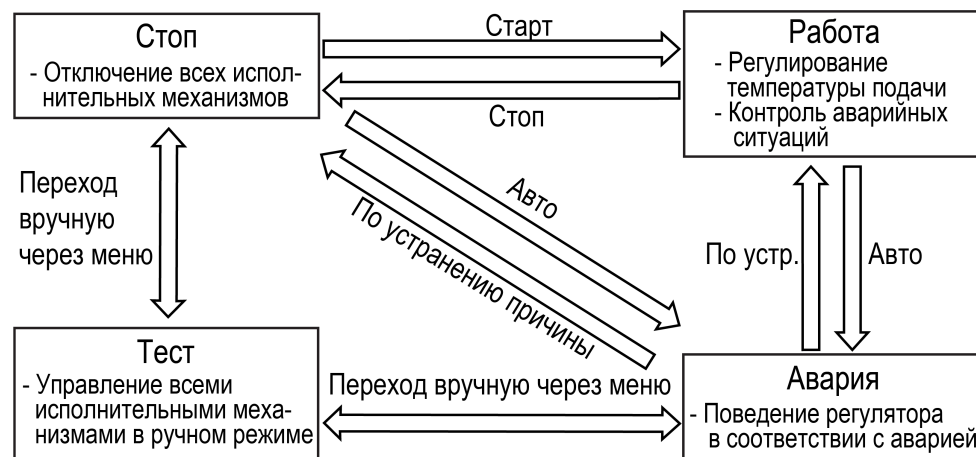 Стоп
- Отключение всех испол-
нительных механизмов
Старт
Стоп
Работа
- Регулирование
температуры подачи
- Контроль аварийных
ситуаций
Переход
вручную
через меню
Авто
По устранению причины
По устр.
Авто
Тест
- Управление всеми
исполнительными меха-
низмами в ручном режиме
Переход вручную через меню
Авария
- Поведение регулятора
в соответствии с аварией